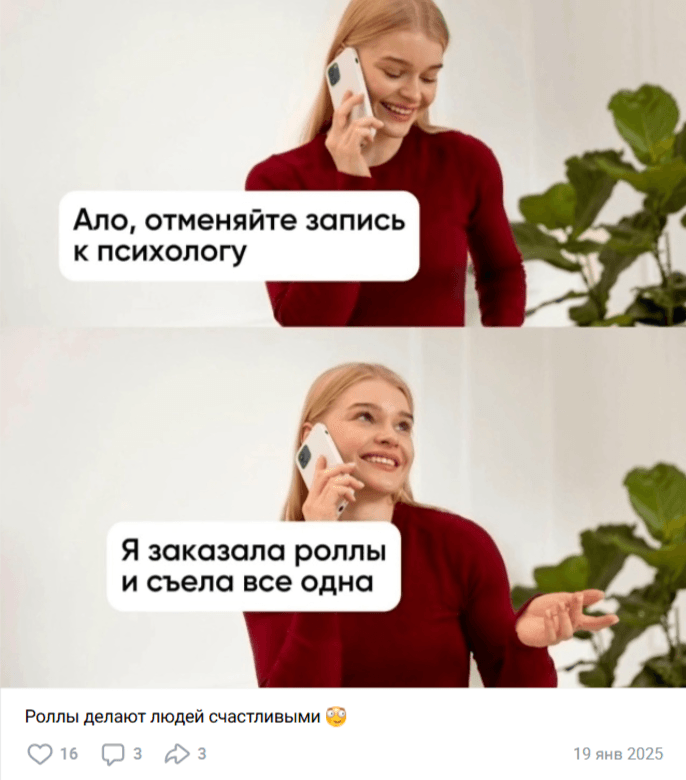 Ало, отменяйте запись
к психологу
Я заказала роллы
и съела все одна
Роллы делают людей счастливыми 😳
16 3 3 19 янв 2025